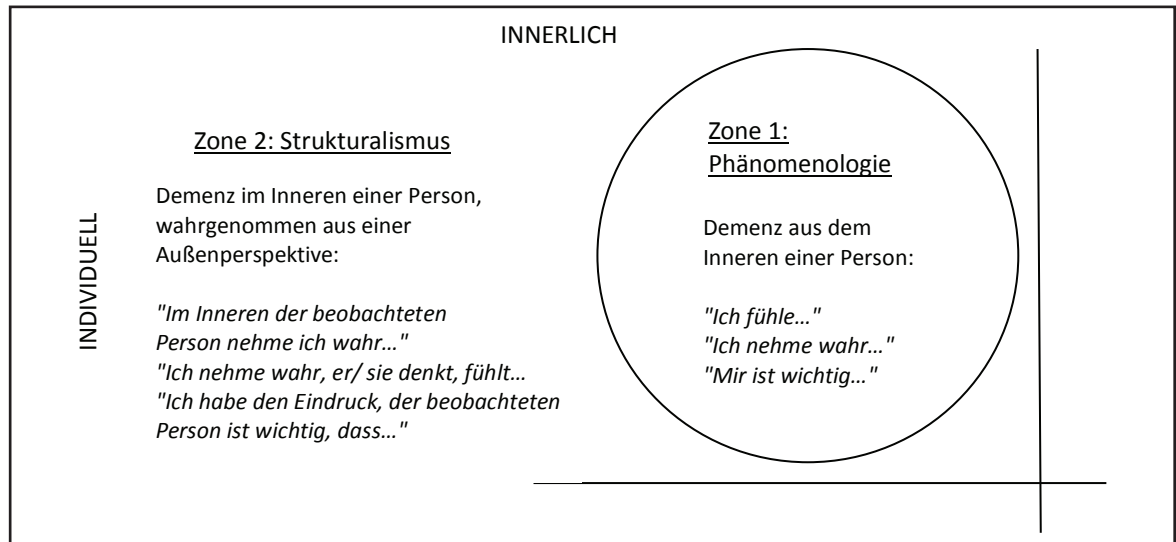 INNERLICH
INDIVIDUELL
Zone 2: Strukturalismus
Demenz im Inneren einer Person,
wahrgenommen aus einer
Außenperspektive:
"Im Inneren der beobachteten
Person nehme ich wahr…"
"Ich nehme wahr, er/ sie denkt, fühlt…
"Ich habe den Eindruck, der beobachteten
Person ist wichtig, dass…"
Zone 1:
Phänomenologie
Demenz aus dem
Inneren einer Person:
"Ich fühle…"
"Ich nehme wahr…"
"Mir ist wichtig…"